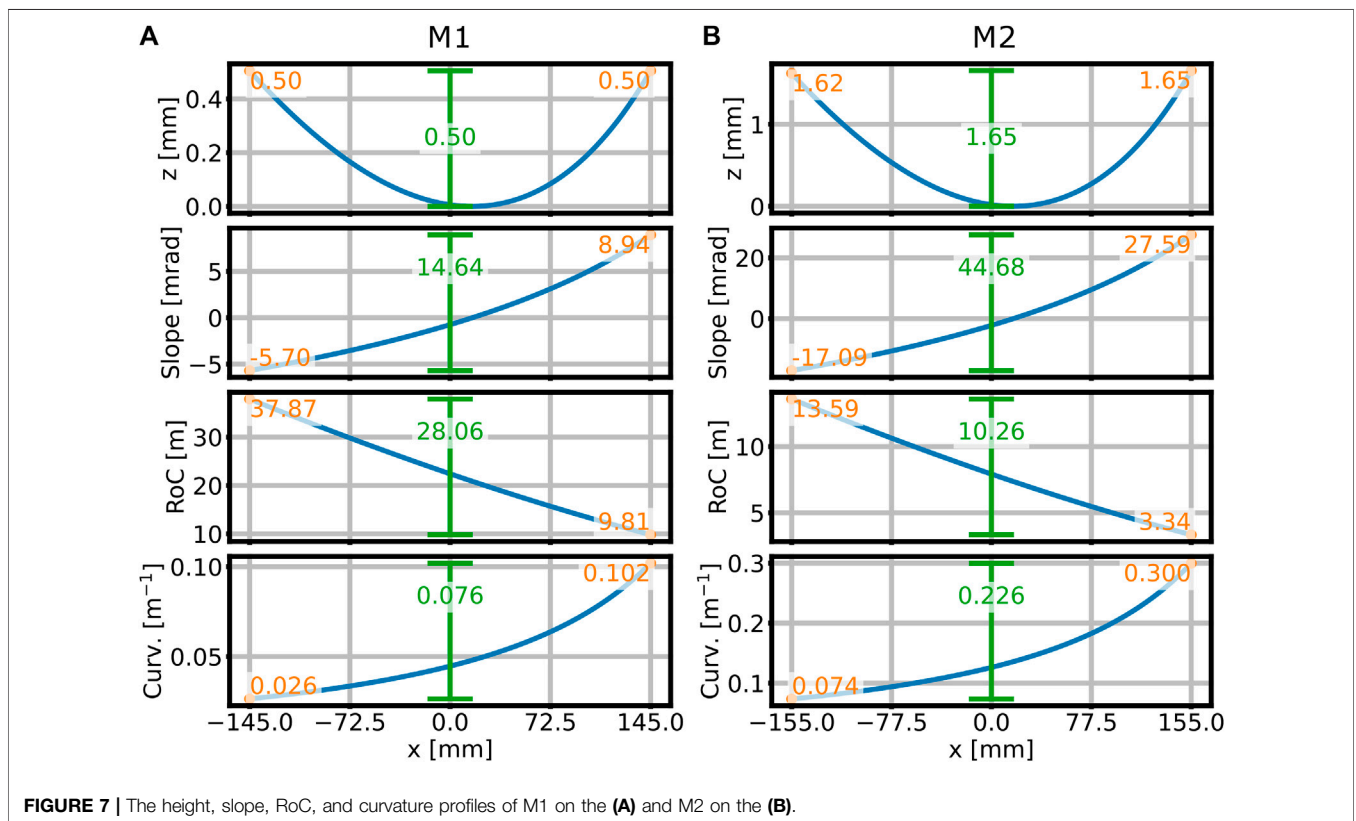 A
M1
z [mm]
0.4
0.2
0.0
0.50
0.50
0.50
Slope [mrad]
5
0
−5
-5.70
14.64
8.94
RoC [m]
30
20
10
37.87
28.06
9.81
Curv. [m⁻¹]
0.10
0.05
0.026
0.076
0.102
−145.0 −72.5 0.0 72.5 145.0
x [mm]
B
M2
z [mm]
1
0
1.62
1.65
1.65
Slope [mrad]
20
0
-17.09
44.68
27.59
RoC [m]
10
5
13.59
10.26
3.34
Curv. [m⁻¹]
0.3
0.2
0.1
0.074
0.226
0.300
−155.0 −77.5 0.0 77.5 155.0
x [mm]
FIGURE 7 | The height, slope, RoC, and curvature profiles of M1 on the (A) and M2 on the (B).